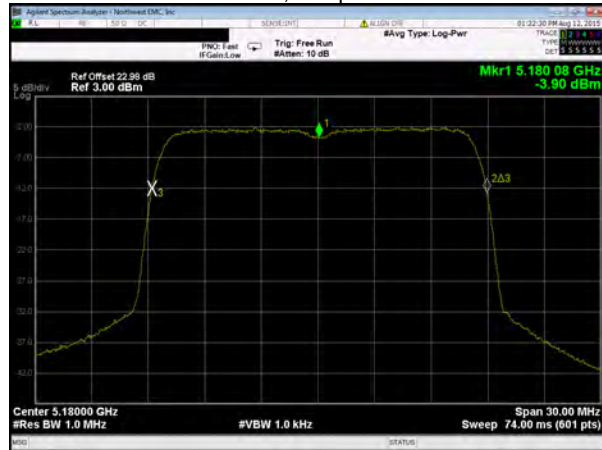 Agilent Spectrum Analyzer - Northwest EMC, Inc
RL RF 50 Ω DC SENSE:INT ALIGN OFF 01:22:30 PM Aug 12, 2015
#Avg Type: Log-Pwr
TRACE 1 2 3 4 5 6
PNO: Fast Trig: Free Run
TYPE
IFGain:Low #Atten: 10 dB
DET S S S S S S
Mkr1 5.180 08 GHz
-3.90 dBm
Ref Offset 22.98 dB
5 dB/div Ref 3.00 dBm
Log
1
-2.00
-7.00
2Δ3
-12.0
3
-17.0
-22.0
-27.0
-32.0
-37.0
-42.0
Center 5.18000 GHz Span 30.00 MHz
#Res BW 1.0 MHz #VBW 1.0 kHz Sweep 74.00 ms (601 pts)
MSG STATUS